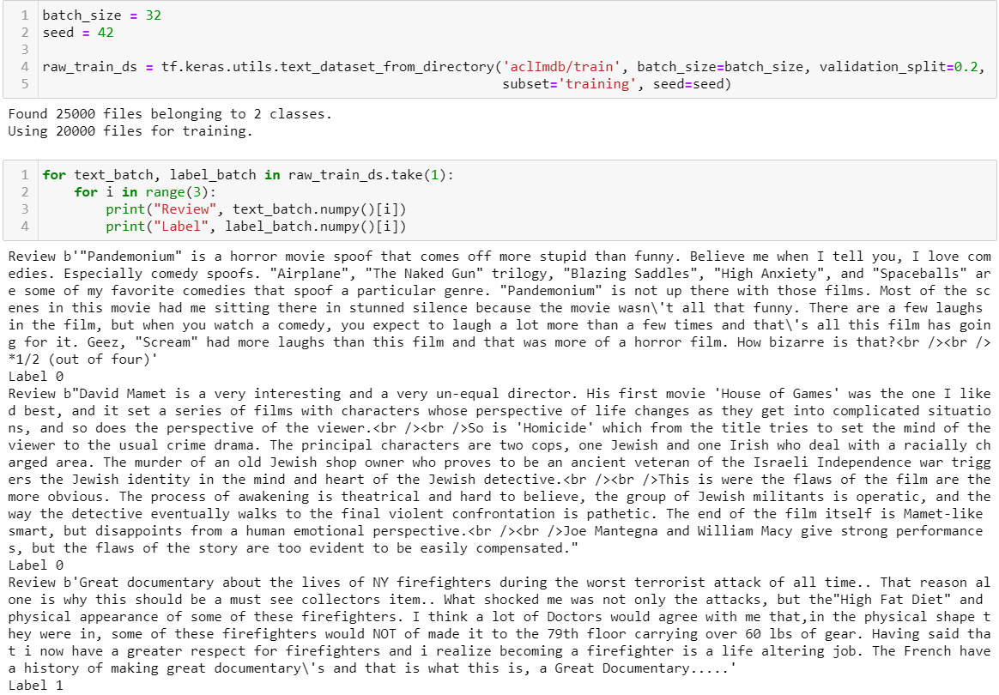 1 batch_size = 32
2 seed = 42
3
4 raw_train_ds = tf.keras.utils.text_dataset_from_directory('aclImdb/train', batch_size=batch_size, validation_split=0.2,
5 subset='training', seed=seed)
Found 25000 files belonging to 2 classes.
Using 20000 files for training.
1 for text_batch, label_batch in raw_train_ds.take(1):
2     for i in range(3):
3         print("Review", text_batch.numpy()[i])
4         print("Label", label_batch.numpy()[i])
Review b'"Pandemonium" is a horror movie spoof that comes off more stupid than funny. Believe me when I tell you, I love com
edies. Especially comedy spoofs. "Airplane", "The Naked Gun" trilogy, "Blazing Saddles", "High Anxiety", and "Spaceballs" ar
e some of my favorite comedies that spoof a particular genre. "Pandemonium" is not up there with those films. Most of the sc
enes in this movie had me sitting there in stunned silence because the movie wasn\'t all that funny. There are a few laughs
in the film, but when you watch a comedy, you expect to laugh a lot more than a few times and that\'s all this film has goin
g for it. Geez, "Scream" had more laughs than this film and that was more of a horror film. How bizarre is that?<br /><br />
*1/2 (out of four)'
Label 0
Review b"David Mamet is a very interesting and a very un-equal director. His first movie 'House of Games' was the one I like
d best, and it set a series of films with characters whose perspective of life changes as they get into complicated situatio
ns, and so does the perspective of the viewer.<br /><br />So is 'Homicide' which from the title tries to set the mind of the
viewer to the usual crime drama. The principal characters are two cops, one Jewish and one Irish who deal with a racially ch
arged area. The murder of an old Jewish shop owner who proves to be an ancient veteran of the Israeli Independence war trigg
ers the Jewish identity in the mind and heart of the Jewish detective.<br /><br />This is were the flaws of the film are the
more obvious. The process of awakening is theatrical and hard to believe, the group of Jewish militants is operatic, and the
way the detective eventually walks to the final violent confrontation is pathetic. The end of the film itself is Mamet-like
smart, but disappoints from a human emotional perspective.<br /><br />Joe Mantegna and William Macy give strong performance
s, but the flaws of the story are too evident to be easily compensated."
Label 0
Review b'Great documentary about the lives of NY firefighters during the worst terrorist attack of all time.. That reason al
one is why this should be a must see collectors item.. What shocked me was not only the attacks, but the"High Fat Diet" and
physical appearance of some of these firefighters. I think a lot of Doctors would agree with me that,in the physical shape t
hey were in, some of these firefighters would NOT of made it to the 79th floor carrying over 60 lbs of gear. Having said tha
t i now have a greater respect for firefighters and i realize becoming a firefighter is a life altering job. The French have
a history of making great documentary\'s and that is what this is, a Great Documentary.....'
Label 1